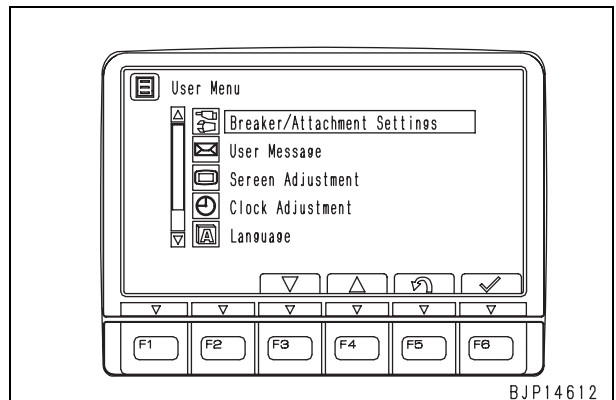 User Menu
Breaker/Attachment Settings
User Message
Sereen Adjustment
Clock Adjustment
Language
F1 F2 F3 F4 F5 F6
BJP14612